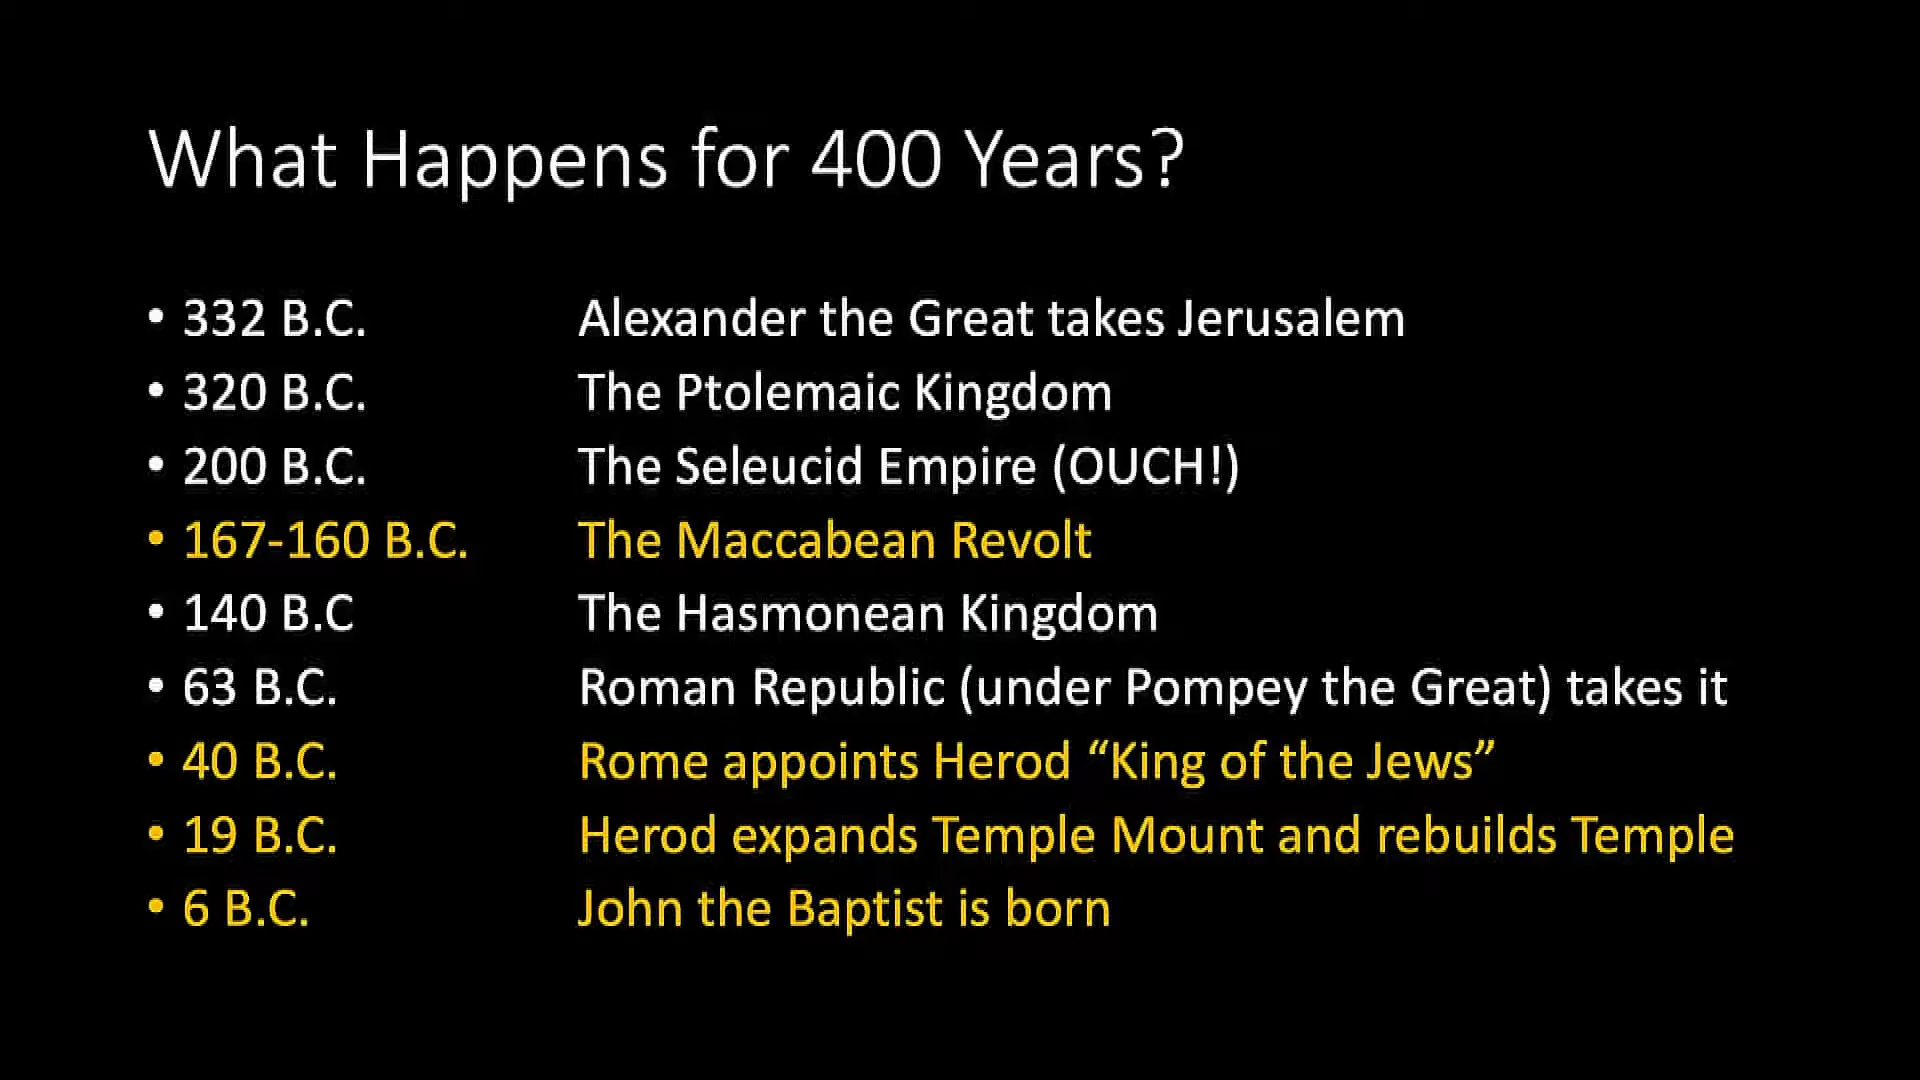 What Happens for 400 Years?
• 332 B.C. Alexander the Great takes Jerusalem
• 320 B.C. The Ptolemaic Kingdom
• 200 B.C. The Seleucid Empire (OUCH!)
• 167-160 B.C. The Maccabean Revolt
• 140 B.C The Hasmonean Kingdom
• 63 B.C. Roman Republic (under Pompey the Great) takes it
• 40 B.C. Rome appoints Herod “King of the Jews”
• 19 B.C. Herod expands Temple Mount and rebuilds Temple
• 6 B.C. John the Baptist is born